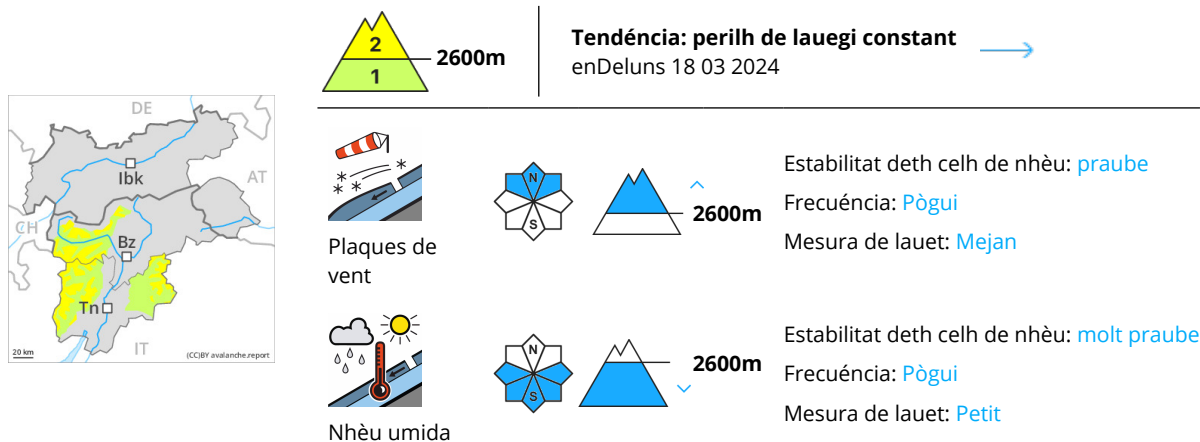 2
1
2600m
Tendéncia: perilh de lauegi constant
enDeluns 18 03 2024
DE
AT
Ibk
CH
Bz
Tn
IT
20 km
(CC)BY avalanche.report
Plaques de
vent
N
S
2600m
Estabilitat deth celh de nhèu: praube
Frecuéncia: Pògui
Mesura de lauet: Mejan
Nhèu umida
N
S
2600m
Estabilitat deth celh de nhèu: molt praube
Frecuéncia: Pògui
Mesura de lauet: Petit